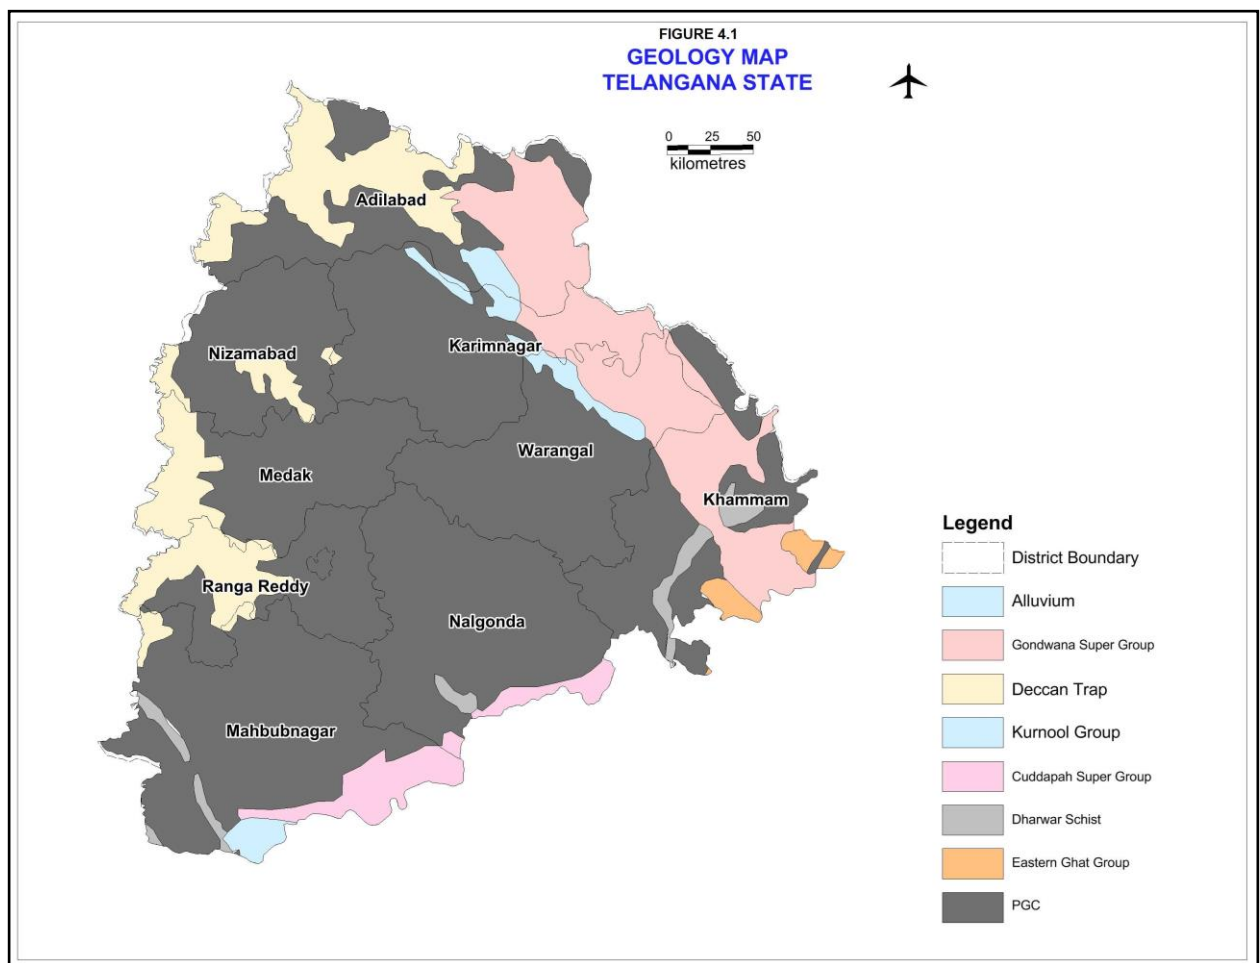 FIGURE 4.1
GEOLOGY MAP
TELANGANA STATE
0 25 50
kilometres
Adilabad
Nizamabad
Karimnagar
Warangal
Medak
Khammam
Ranga Reddy
Nalgonda
Mahbubnagar
Legend
District Boundary
Alluvium
Gondwana Super Group
Deccan Trap
Kurnool Group
Cuddapah Super Group
Dharwar Schist
Eastern Ghat Group
PGC